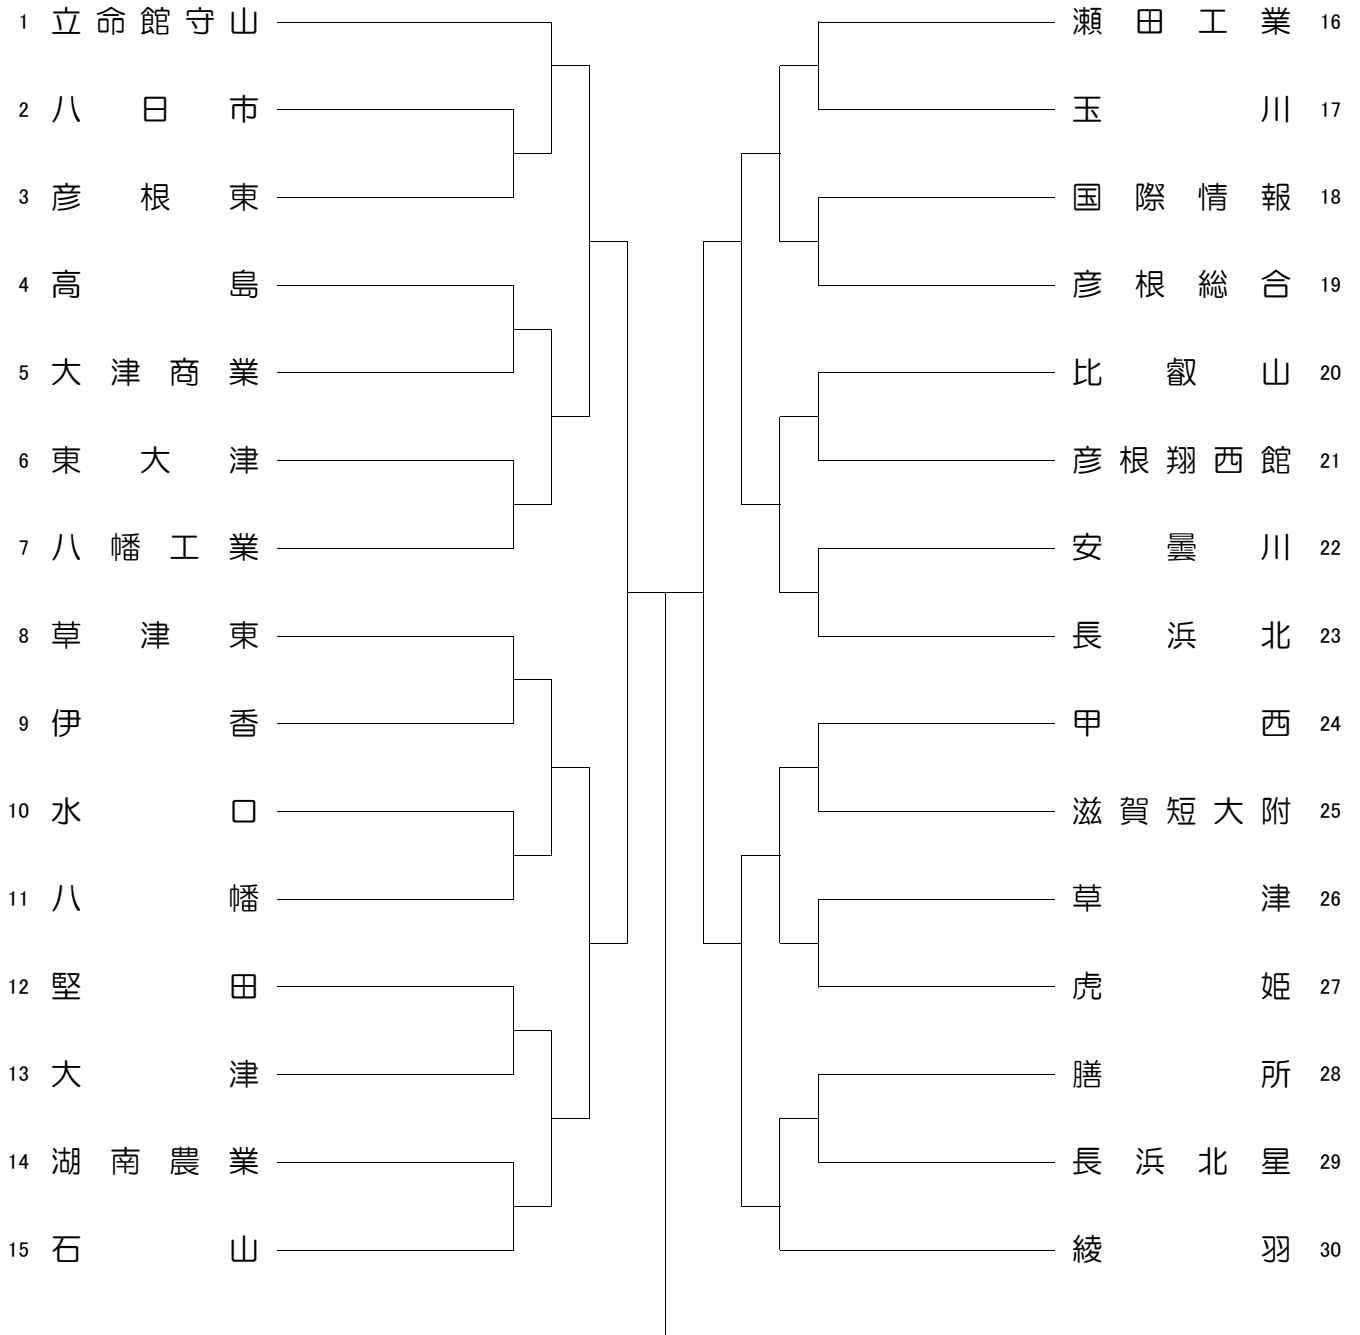 1 立命館守山
2 八日市
3 彦根東
4 高島
5 大津商業
6 東大津
7 八幡工業
8 草津東
9 伊香
10 水口
11 八幡
12 堅田
13 大津
14 湖南農業
15 石山
瀬田工業 16
玉川 17
国際情報 18
彦根総合 19
比叡山 20
彦根翔西館 21
安曇川 22
長浜北 23
甲西 24
滋賀短大附 25
草津 26
虎姫 27
膳所 28
長浜北星 29
綾羽 30